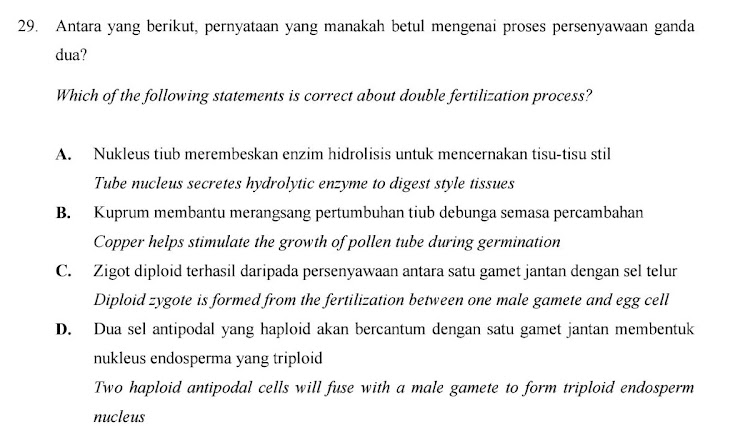 29. Antara yang berikut, pernyataan yang manakah betul mengenai proses persenyawaan ganda
dua?
Which of the following statements is correct about double fertilization process?
A. Nukleus tiub merembeskan enzim hidrolisis untuk mencernakan tisu-tisu stil
Tube nucleus secretes hydrolytic enzyme to digest style tissues
B. Kuprum membantu merangsang pertumbuhan tiub debunga semasa percambahan
Copper helps stimulate the growth of pollen tube during germination
C. Zigot diploid terhasil daripada persenyawaan antara satu gamet jantan dengan sel telur
Diploid zygote is formed from the fertilization between one male gamete and egg cell
D. Dua sel antipodal yang haploid akan bercantum dengan satu gamet jantan membentuk
nukleus endosperma yang triploid
Two haploid antipodal cells will fuse with a male gamete to form triploid endosperm
nucleus